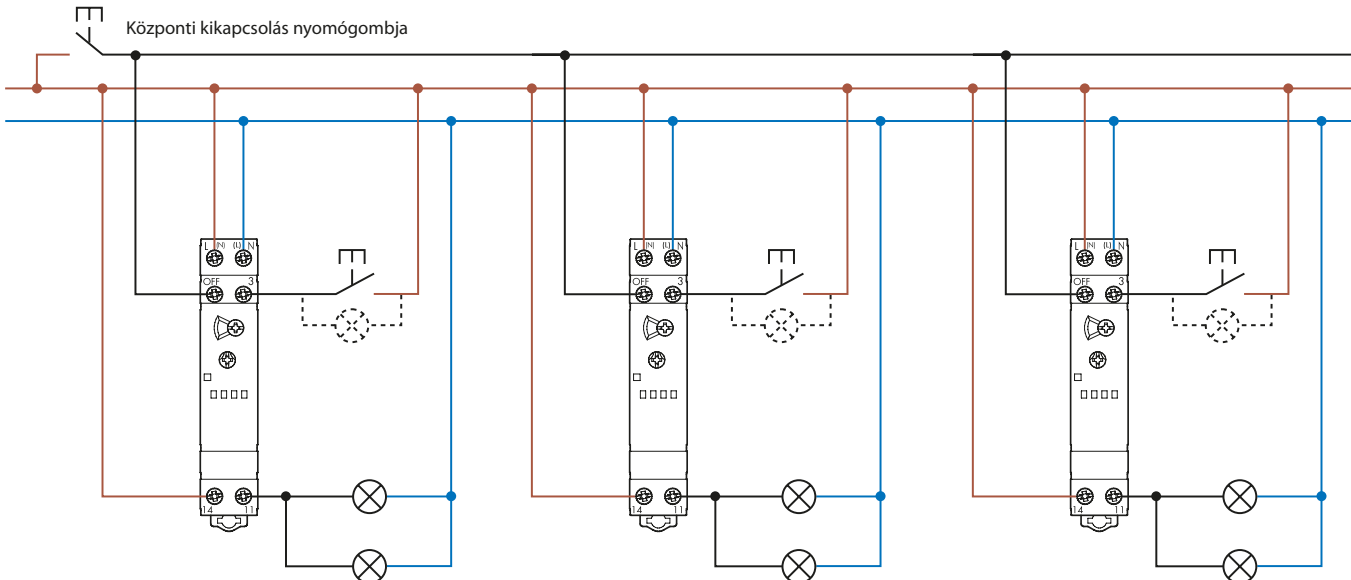 Központi kikapcsolás nyomógombja
L (N) (L) N
OFF 3
14 11
L (N) (L) N
OFF 3
14 11
L (N) (L) N
OFF 3
14 11